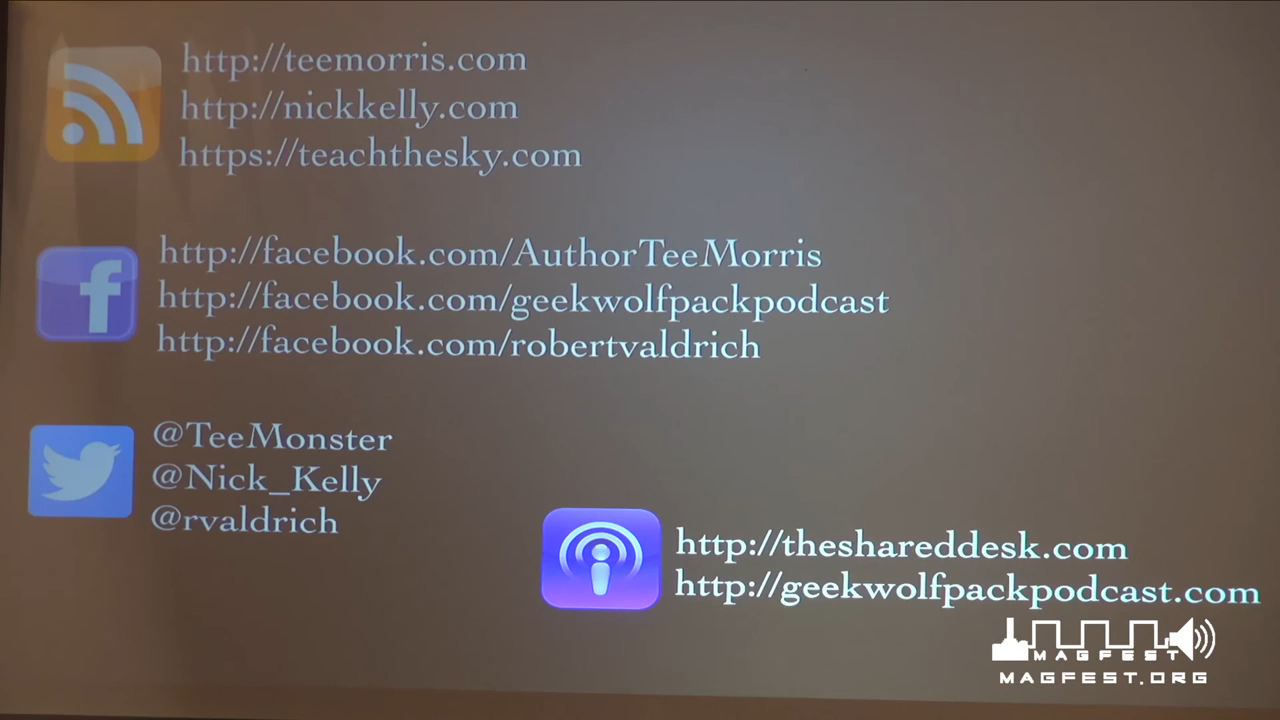 http://teemorris.com
http://nickkelly.com
https://teachthesky.com
http://facebook.com/AuthorTeeMorris
http://facebook.com/geekwolfpackpodcast
http://facebook.com/robertvaldrich
@TeeMonster
@Nick_Kelly
@rvaldrich
http://theshareddesk.com
http://geekwolfpackpodcast.com
MAGFEST
MAGFEST.ORG